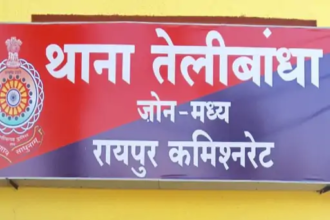 थाना तेलीबांधा
जोन-मध्य
रायपुर कमिश्नरेट